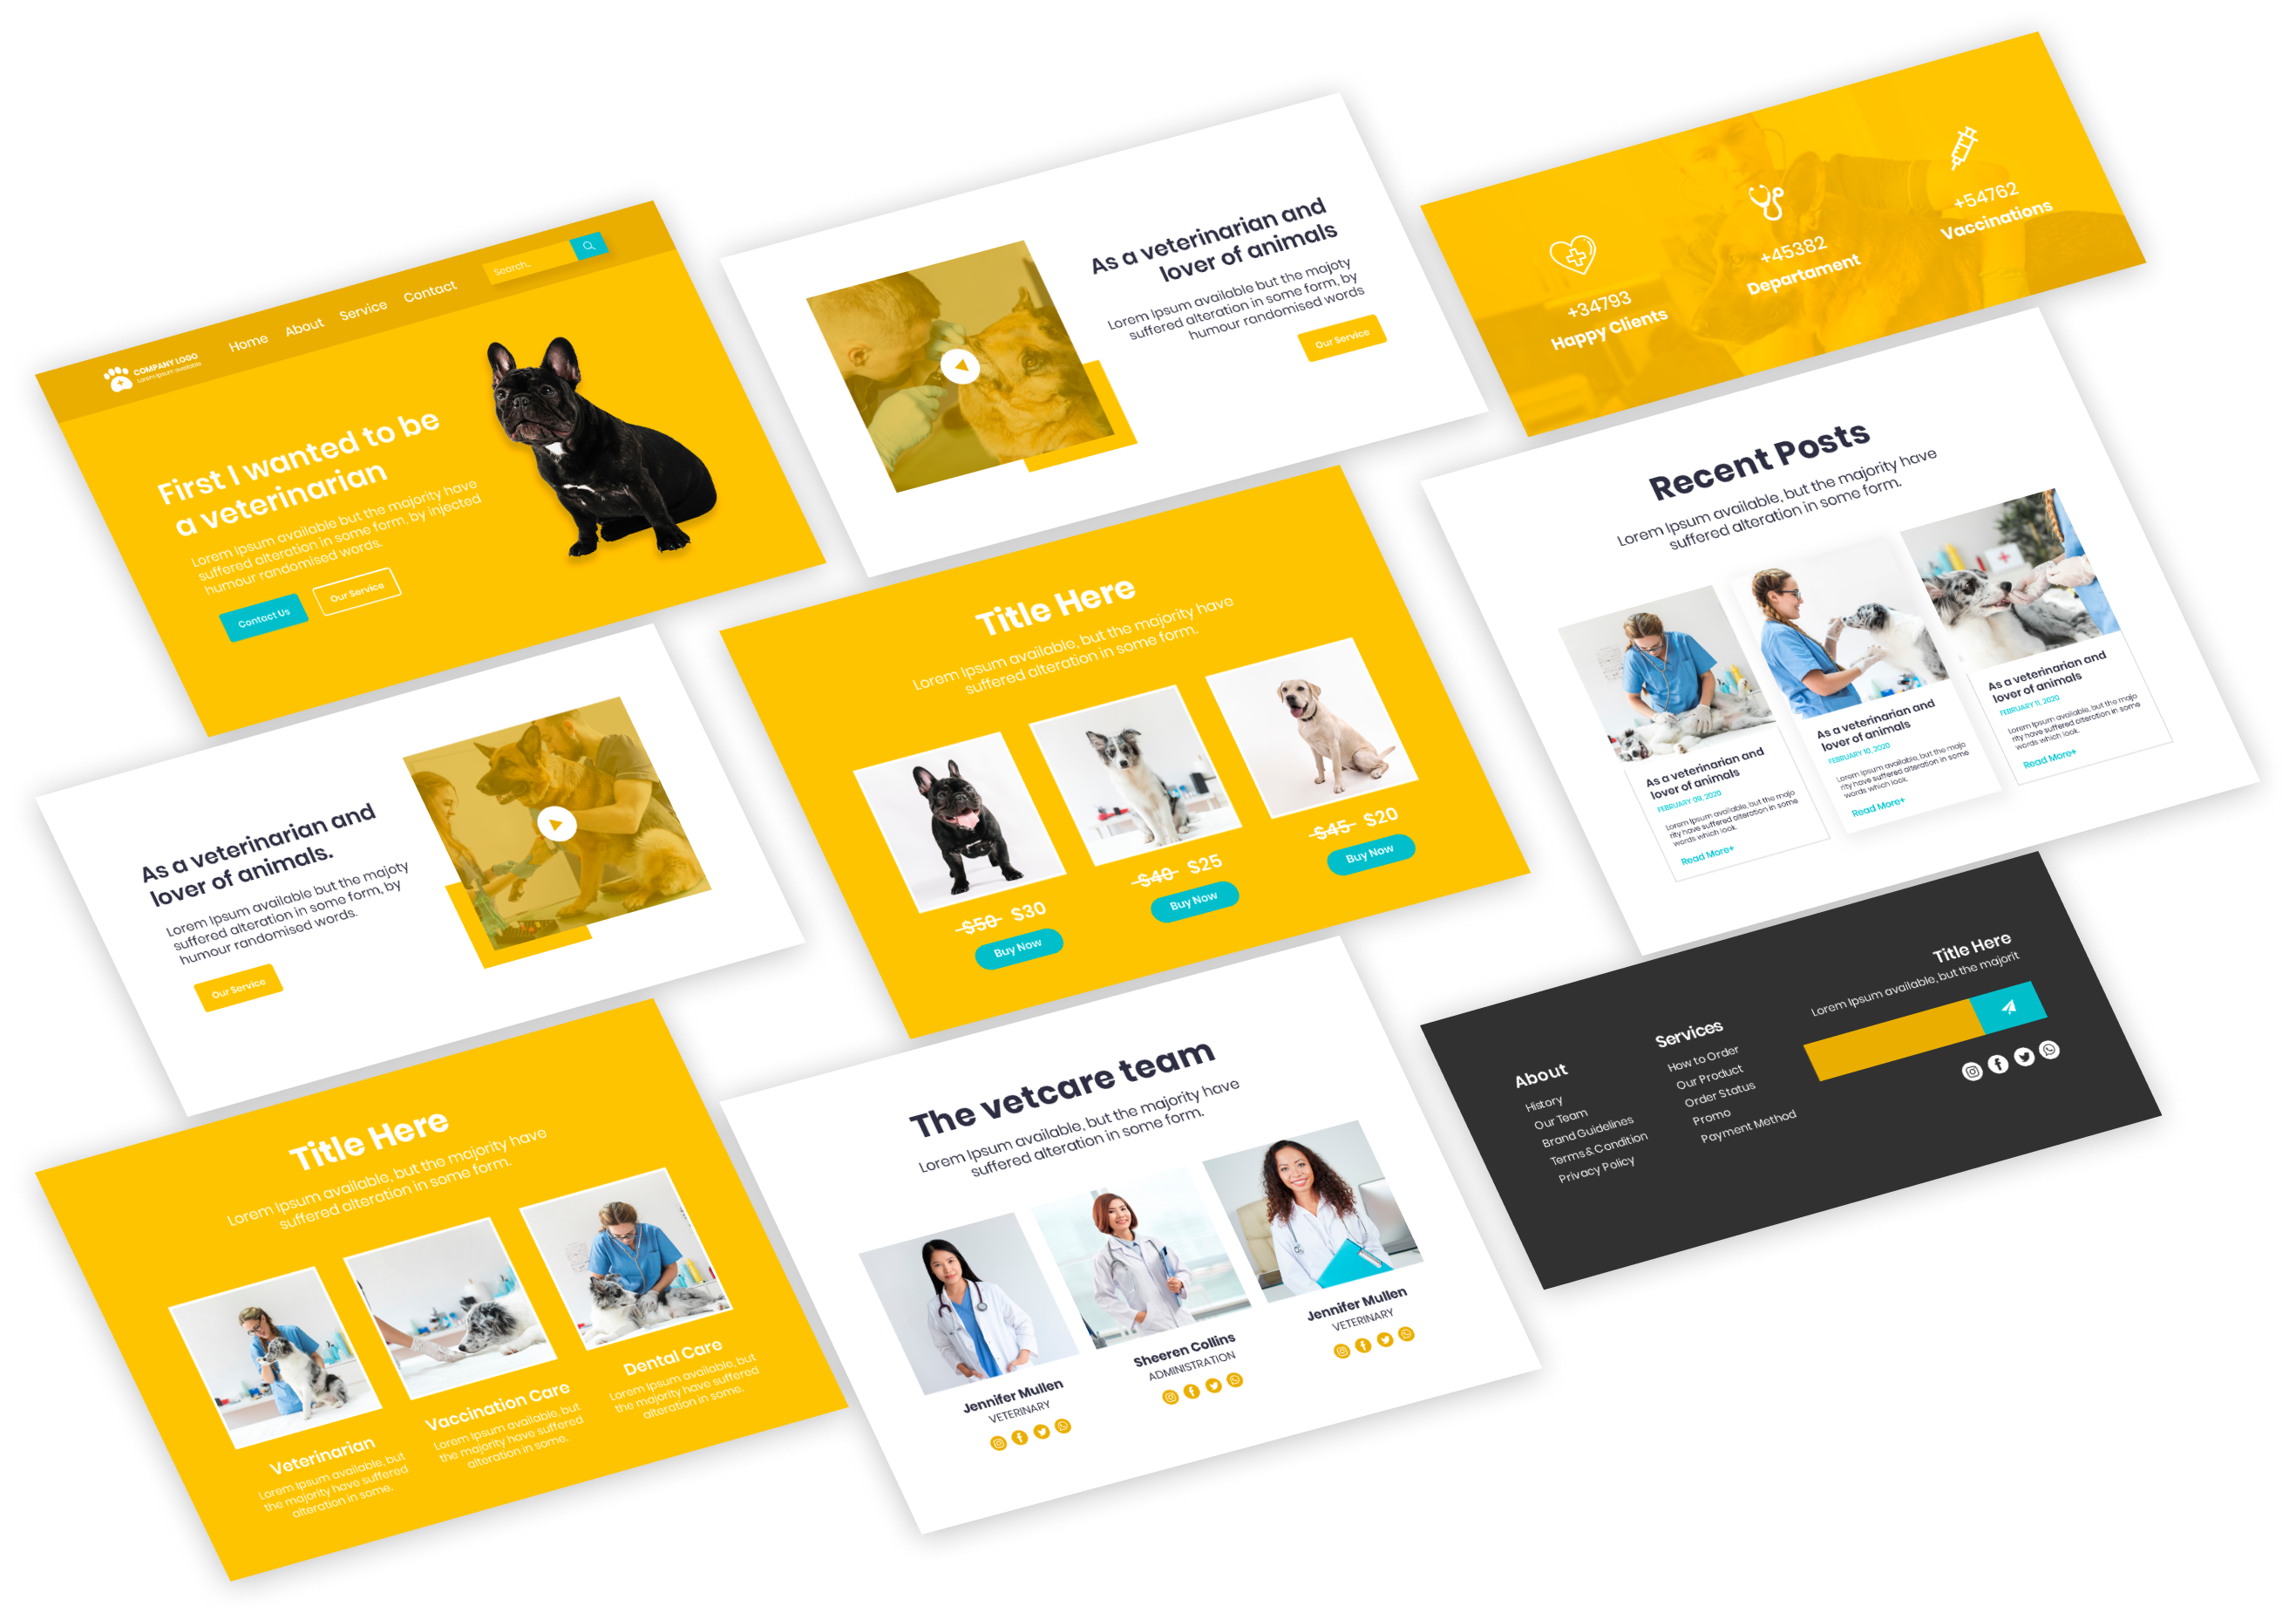 COMPANY LOGO
Lorem Ipsum available
Home
About
Service
Contact
Search...
First I wanted to be
a veterinarian
Lorem Ipsum available but the majority have
suffered alteration in some form, by injected
humour randomised words.
Contact Us
Our Service
As a veterinarian and
lover of animals.
Lorem Ipsum available but the majoty
suffered alteration in some form, by
humour randomised words.
Our Service
Title Here
Lorem Ipsum available, but the majority have
suffered alteration in some form.
Veterinarian
Lorem Ipsum available, but
the majority have suffered
alteration in some.
Vaccination Care
Lorem Ipsum available, but
the majority have suffered
alteration in some.
Dental Care
Lorem Ipsum available, but
the majority have suffered
alteration in some.
As a veterinarian and
lover of animals
Lorem Ipsum available but the majoty
suffered alteration in some form, by
humour randomised words
Our Service
Title Here
Lorem Ipsum available, but the majority have
suffered alteration in some form.
$50 $30
Buy Now
$40 $25
Buy Now
$45 $20
Buy Now
The vetcare team
Lorem Ipsum available, but the majority have
suffered alteration in some form.
Jennifer Mullen
VETERINARY
Sheeren Collins
ADMINISTRATION
Jennifer Mullen
VETERINARY
+34793
Happy Clients
+45382
Departament
+54762
Vaccinations
Recent Posts
Lorem Ipsum available, but the majority have
suffered alteration in some form.
As a veterinarian and
lover of animals
FEBRUARY 09, 2020
Lorem Ipsum available, but the majo
rity have suffered alteration in some
words which look.
Read More+
As a veterinarian and
lover of animals
FEBRUARY 10, 2020
Lorem Ipsum available, but the majo
rity have suffered alteration in some
words which look.
Read More+
As a veterinarian and
lover of animals
FEBRUARY 11, 2020
Lorem Ipsum available, but the majo
rity have suffered alteration in some
words which look.
Read More+
About
History
Our Team
Brand Guidelines
Terms & Condition
Privacy Policy
Services
How to Order
Our Product
Order Status
Promo
Payment Method
Title Here
Lorem Ipsum available, but the majorit